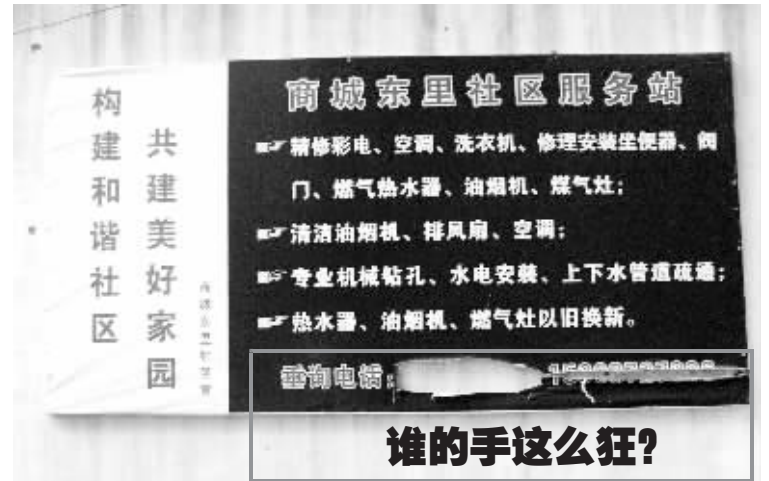 构建和谐社区
共建美好家园
商城东里社区服务站
精修彩电、空调、洗衣机、修理安装坐便器、阀
门、燃气热水器、油烟机、煤气灶；
清洁油烟机、排风扇、空调；
专业机械钻孔、水电安装、上下水管道疏通；
热水器、油烟机、燃气灶以旧换新。
垂询电话：
谁的手这么狂？